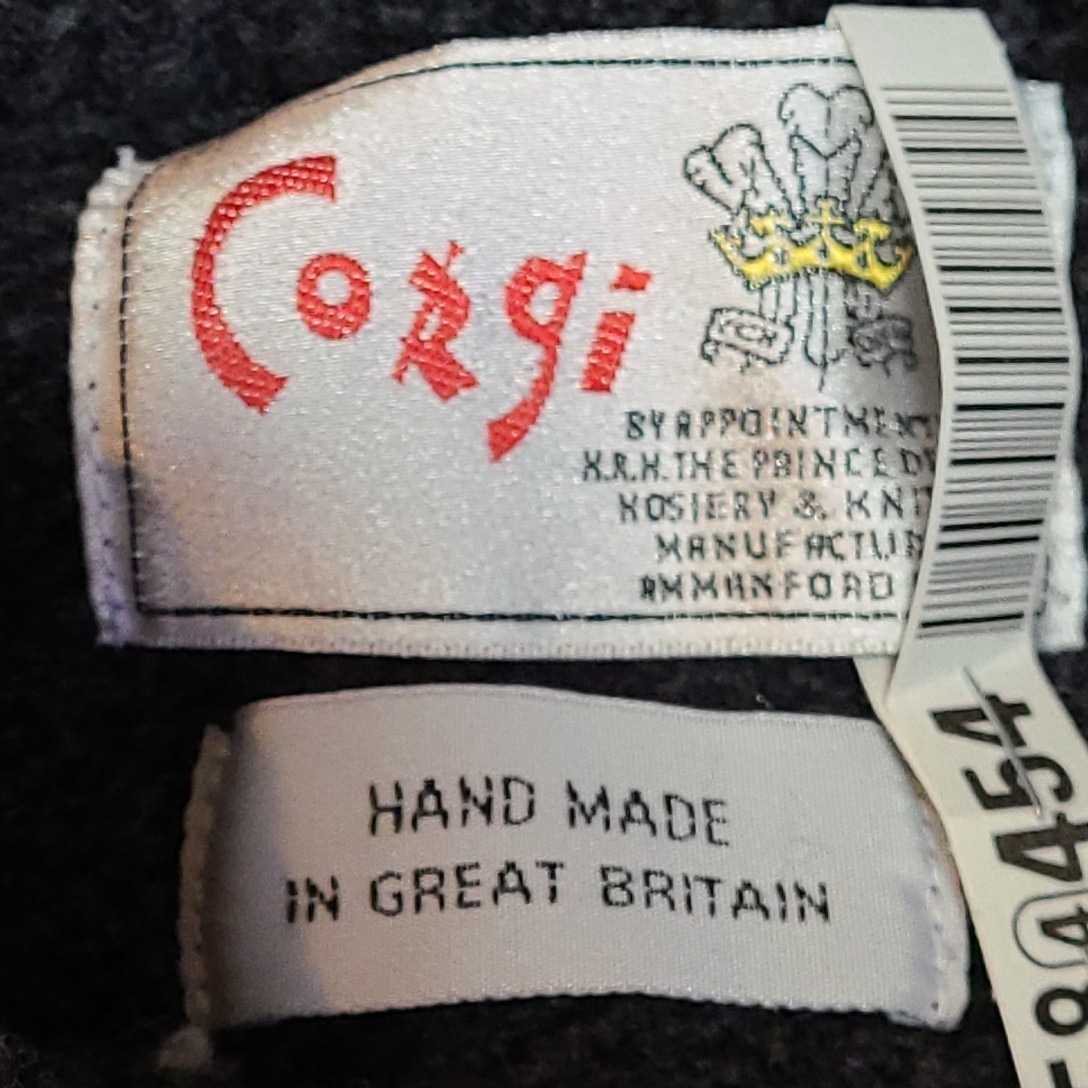 Corgi
BY APPOINTMENT
H.R.H. THE PRINCE O
HOSIERY & KNIT
MANUFACTUR
AMMANFORD
HAND MADE
IN GREAT BRITAIN